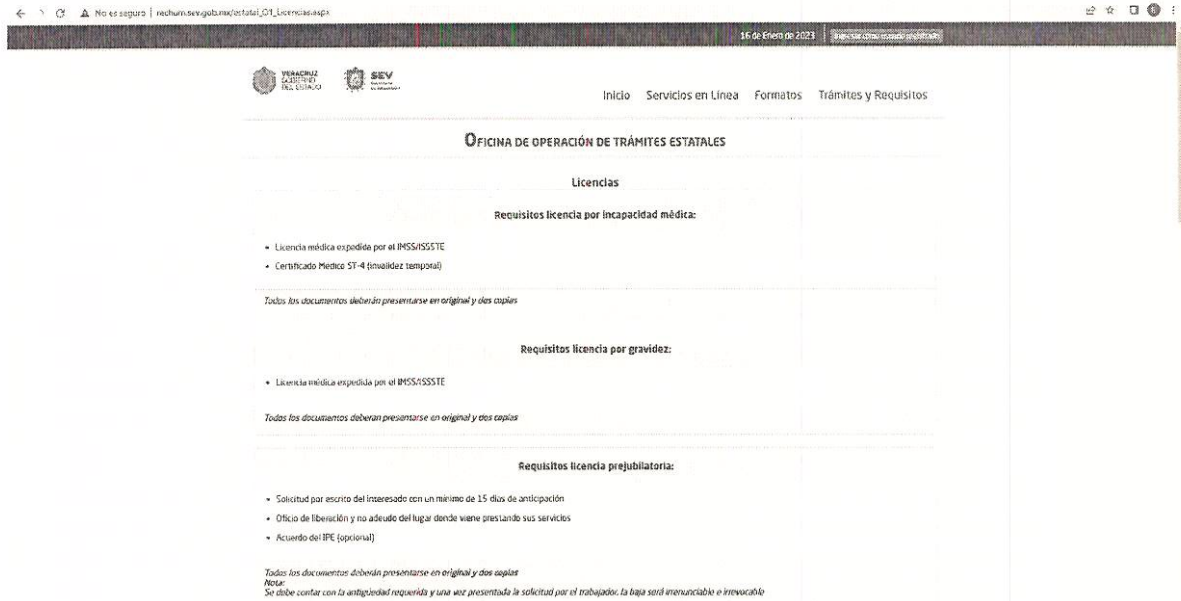 No es seguro | rechum.sev.gob.mx/estatal_O1_Licencias.aspx
16 de Enero de 2023
VERACRUZ
GOBIERNO
DEL ESTADO
SEV
Inicio Servicios en Línea Formatos Trámites y Requisitos
OFICINA DE OPERACIÓN DE TRÁMITES ESTATALES
Licencias
Requisitos licencia por incapacidad médica:
• Licencia médica expedida por el IMSS/ISSSTE
• Certificado Medico ST-4 (invalidez temporal)
Todos los documentos deberán presentarse en original y dos copias
Requisitos licencia por gravidez:
• Licencia médica expedida por el IMSS/ISSSTE
Todos los documentos deberan presentarse en original y dos copias
Requisitos licencia prejubilatoria:
• Solicitud por escrito del interesado con un mínimo de 15 días de anticipación
• Oficio de liberación y no adeudo del lugar donde viene prestando sus servicios
• Acuerdo del IPE (opcional)
Todos los documentos deberán presentarse en original y dos copias
Nota:
Se debe contar con la antigüedad requerida y una vez presentada la solicitud por el trabajador, la baja será irrenunciable e irrevocable